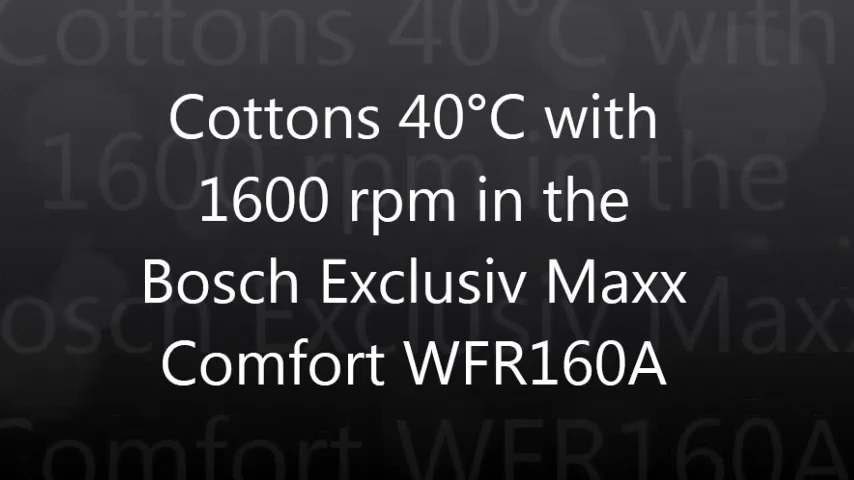 Cottons 40°C with
1600 rpm in the
Bosch Exclusiv Maxx
Comfort WFR160A